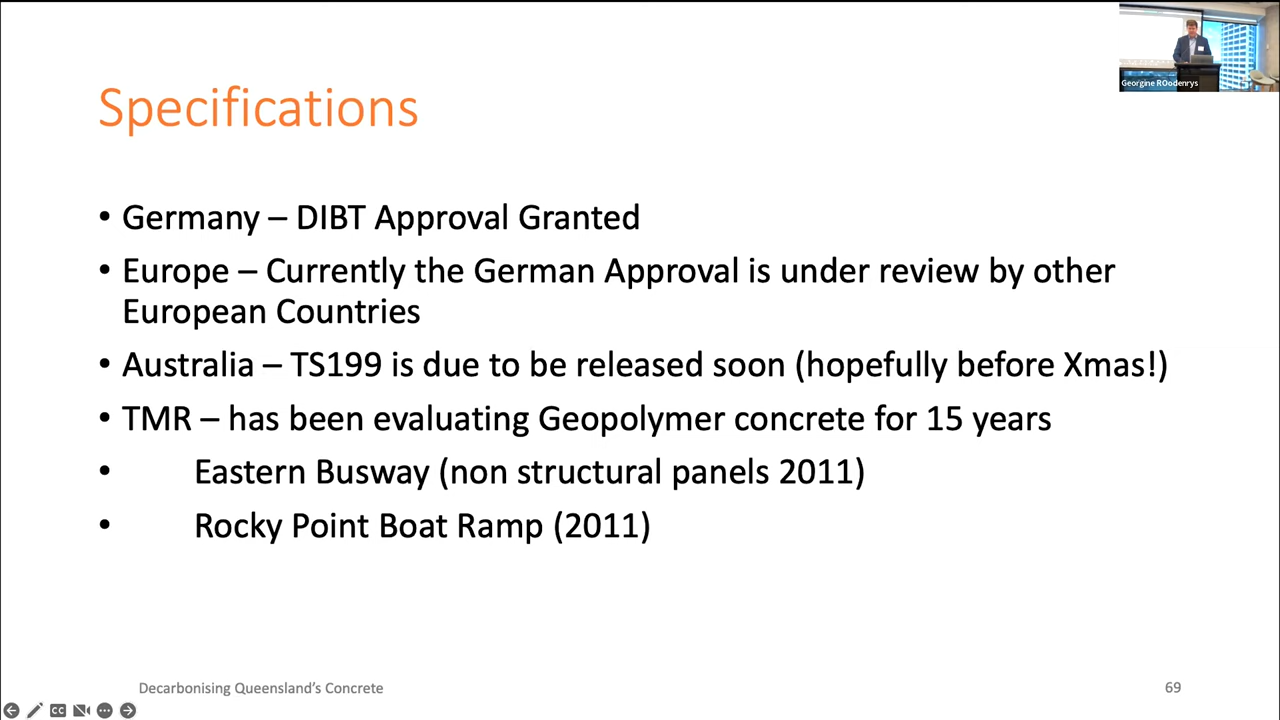 Georgine ROodenrys
Specifications
• Germany – DIBT Approval Granted
• Europe – Currently the German Approval is under review by other
European Countries
• Australia – TS199 is due to be released soon (hopefully before Xmas!)
• TMR – has been evaluating Geopolymer concrete for 15 years
• Eastern Busway (non structural panels 2011)
• Rocky Point Boat Ramp (2011)
Decarbonising Queensland's Concrete
69
CC